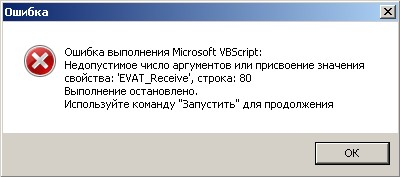 Ошибка
Ошибка выполнения Microsoft VBScript:
Недопустимое число аргументов или присвоение значения
свойства: 'EVAT_Receive', строка: 80
Выполнение остановлено.
Используйте команду "Запустить" для продолжения
OK